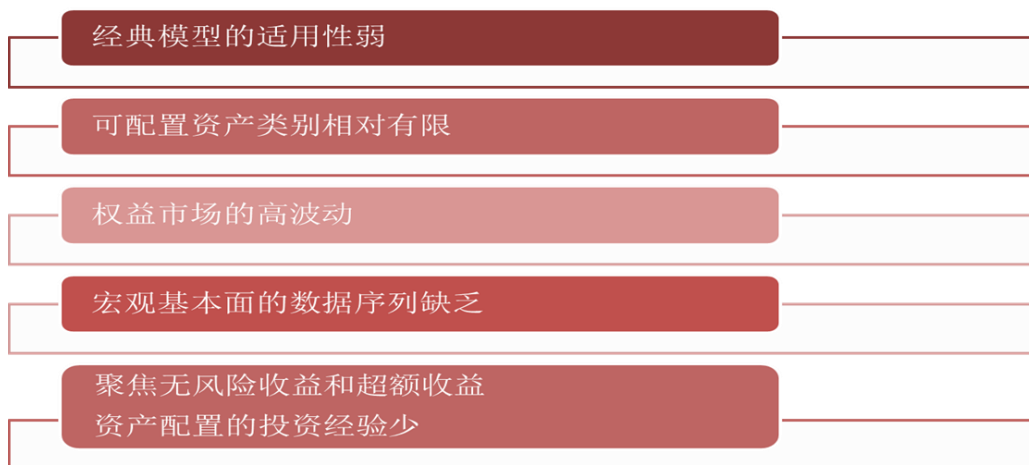 经典模型的适用性弱
可配置资产类别相对有限
权益市场的高波动
宏观基本面的数据序列缺乏
聚焦无风险收益和超额收益
资产配置的投资经验少